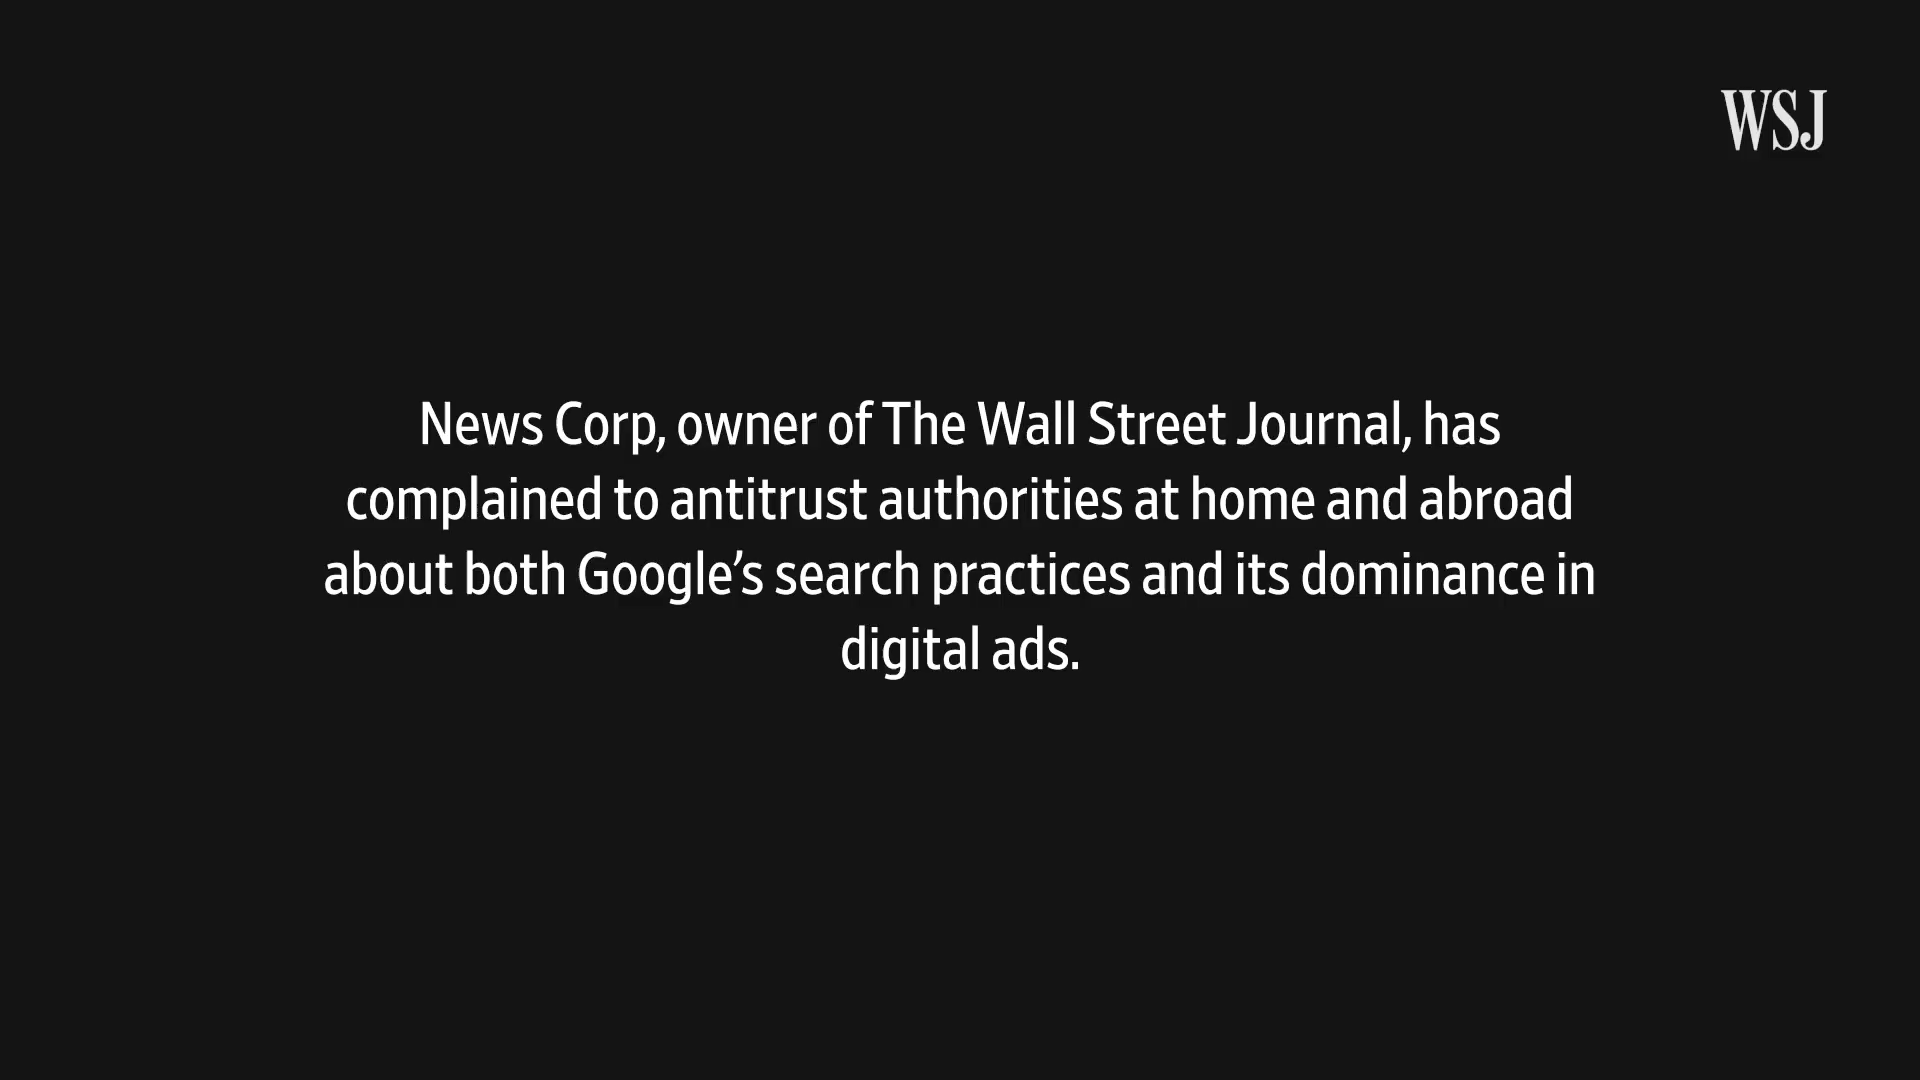 WSJ
News Corp, owner of The Wall Street Journal, has
complained to antitrust authorities at home and abroad
about both Google’s search practices and its dominance in
digital ads.